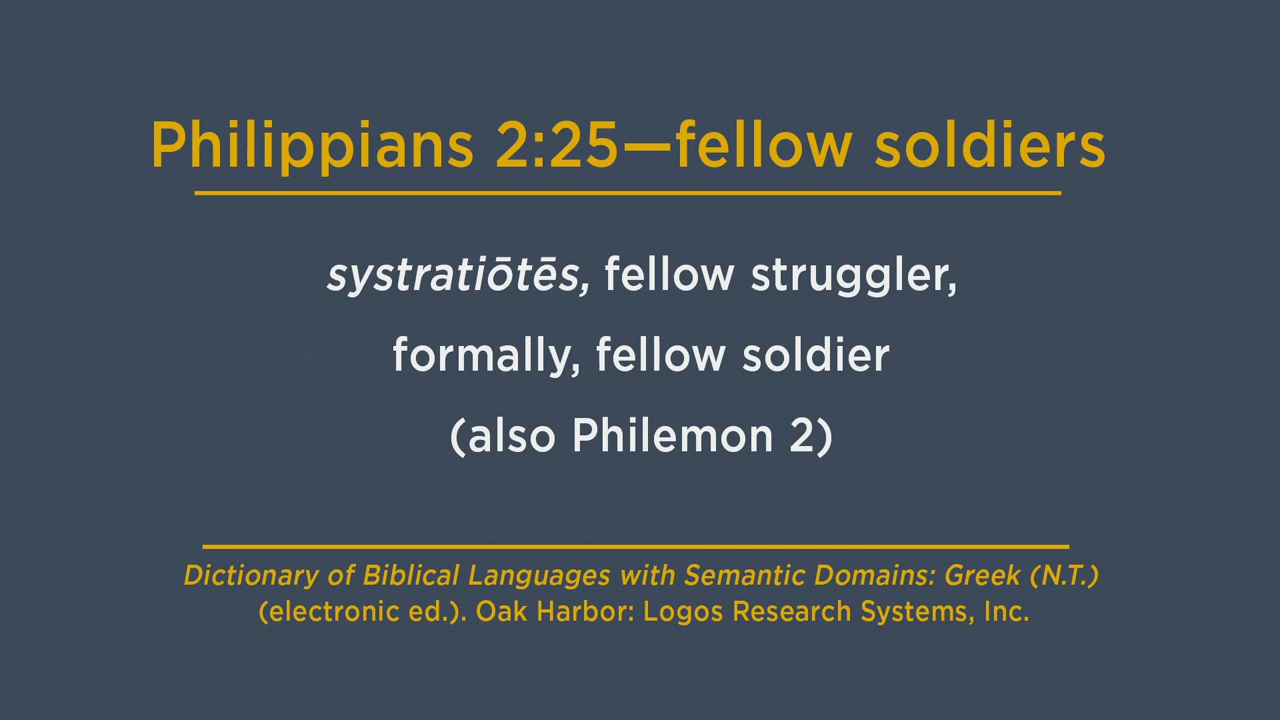 Philippians 2:25—fellow soldiers
systratiōtēs, fellow struggler,
formally, fellow soldier
(also Philemon 2)
Dictionary of Biblical Languages with Semantic Domains: Greek (N.T.)
(electronic ed.). Oak Harbor: Logos Research Systems, Inc.